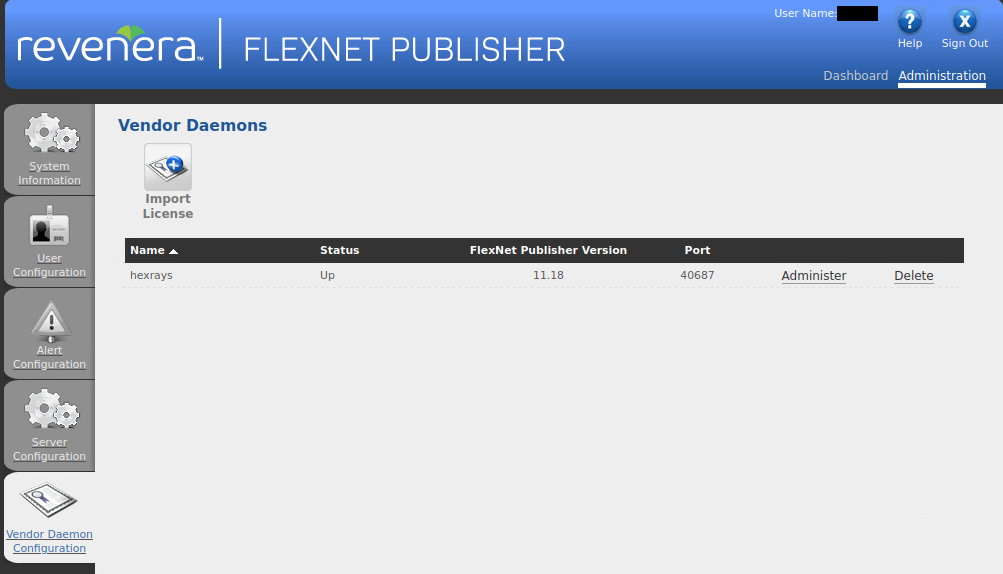 User Name:
Help
Sign Out
revenera™ FLEXNET PUBLISHER
Dashboard Administration
System
Information
User
Configuration
Alert
Configuration
Server
Configuration
Vendor Daemon
Configuration
Vendor Daemons
Import
License
Name Status FlexNet Publisher Version Port
hexrays Up 11.18 40687 Administer Delete